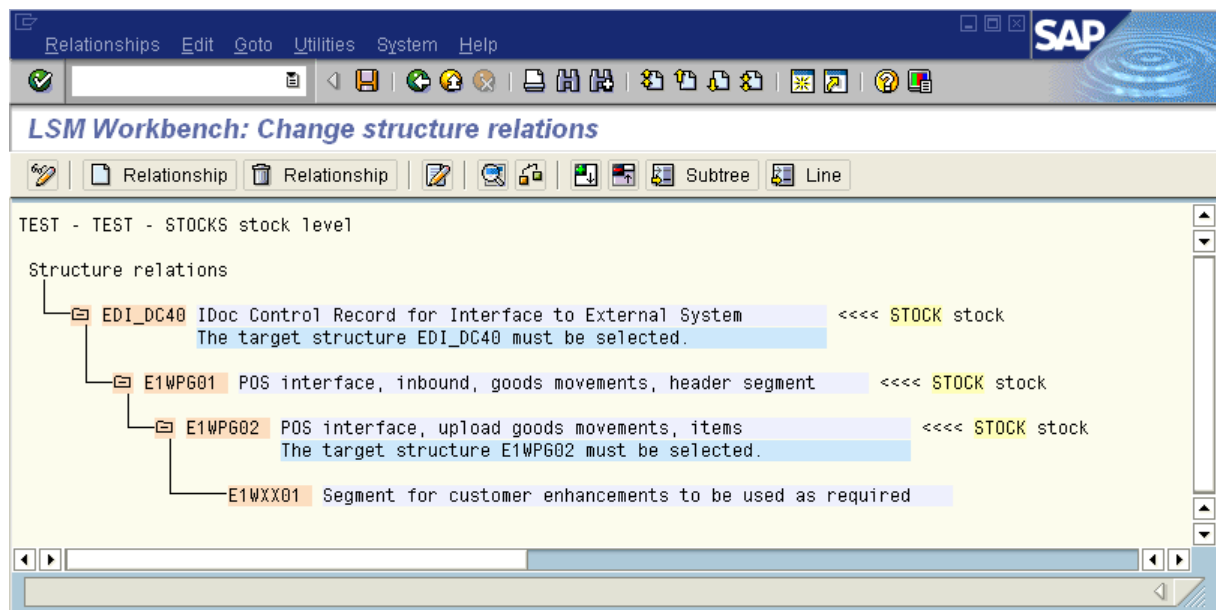 Relationships Edit Goto Utilities System Help
SAP
LSM Workbench: Change structure relations
Relationship Relationship Subtree Line
TEST - TEST - STOCKS stock level
Structure relations
EDI_DC40 IDoc Control Record for Interface to External System <<<< STOCK stock
The target structure EDI_DC40 must be selected.
E1WPG01 POS interface, inbound, goods movements, header segment <<<< STOCK stock
E1WPG02 POS interface, upload goods movements, items <<<< STOCK stock
The target structure E1WPG02 must be selected.
E1WXX01 Segment for customer enhancements to be used as required